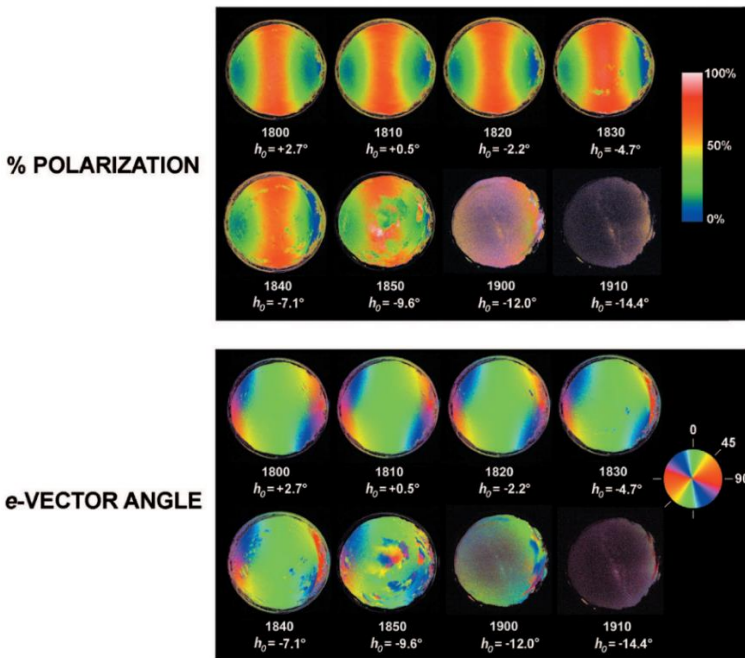 % POLARIZATION
1800 1810 1820 1830
h₀ = +2.7° h₀ = +0.5° h₀ = -2.2° h₀ = -4.7°
100%
50%
0%
1840 1850 1900 1910
h₀ = -7.1° h₀ = -9.6° h₀ = -12.0° h₀ = -14.4°
e-VECTOR ANGLE
1800 1810 1820 1830
h₀ = +2.7° h₀ = +0.5° h₀ = -2.2° h₀ = -4.7°
0
45
90
1840 1850 1900 1910
h₀ = -7.1° h₀ = -9.6° h₀ = -12.0° h₀ = -14.4°